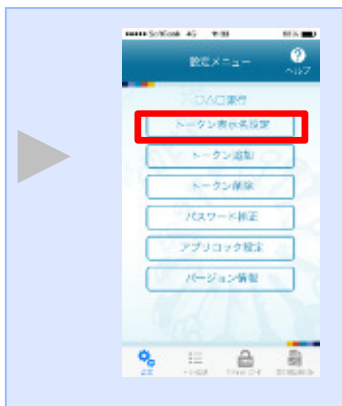 SoftBank 4G
設定メニュー
?
ヘルプ
トークン表示名設定
トークン追加
トークン削除
パスワード補正
アプリロック設定
バージョン情報
設定